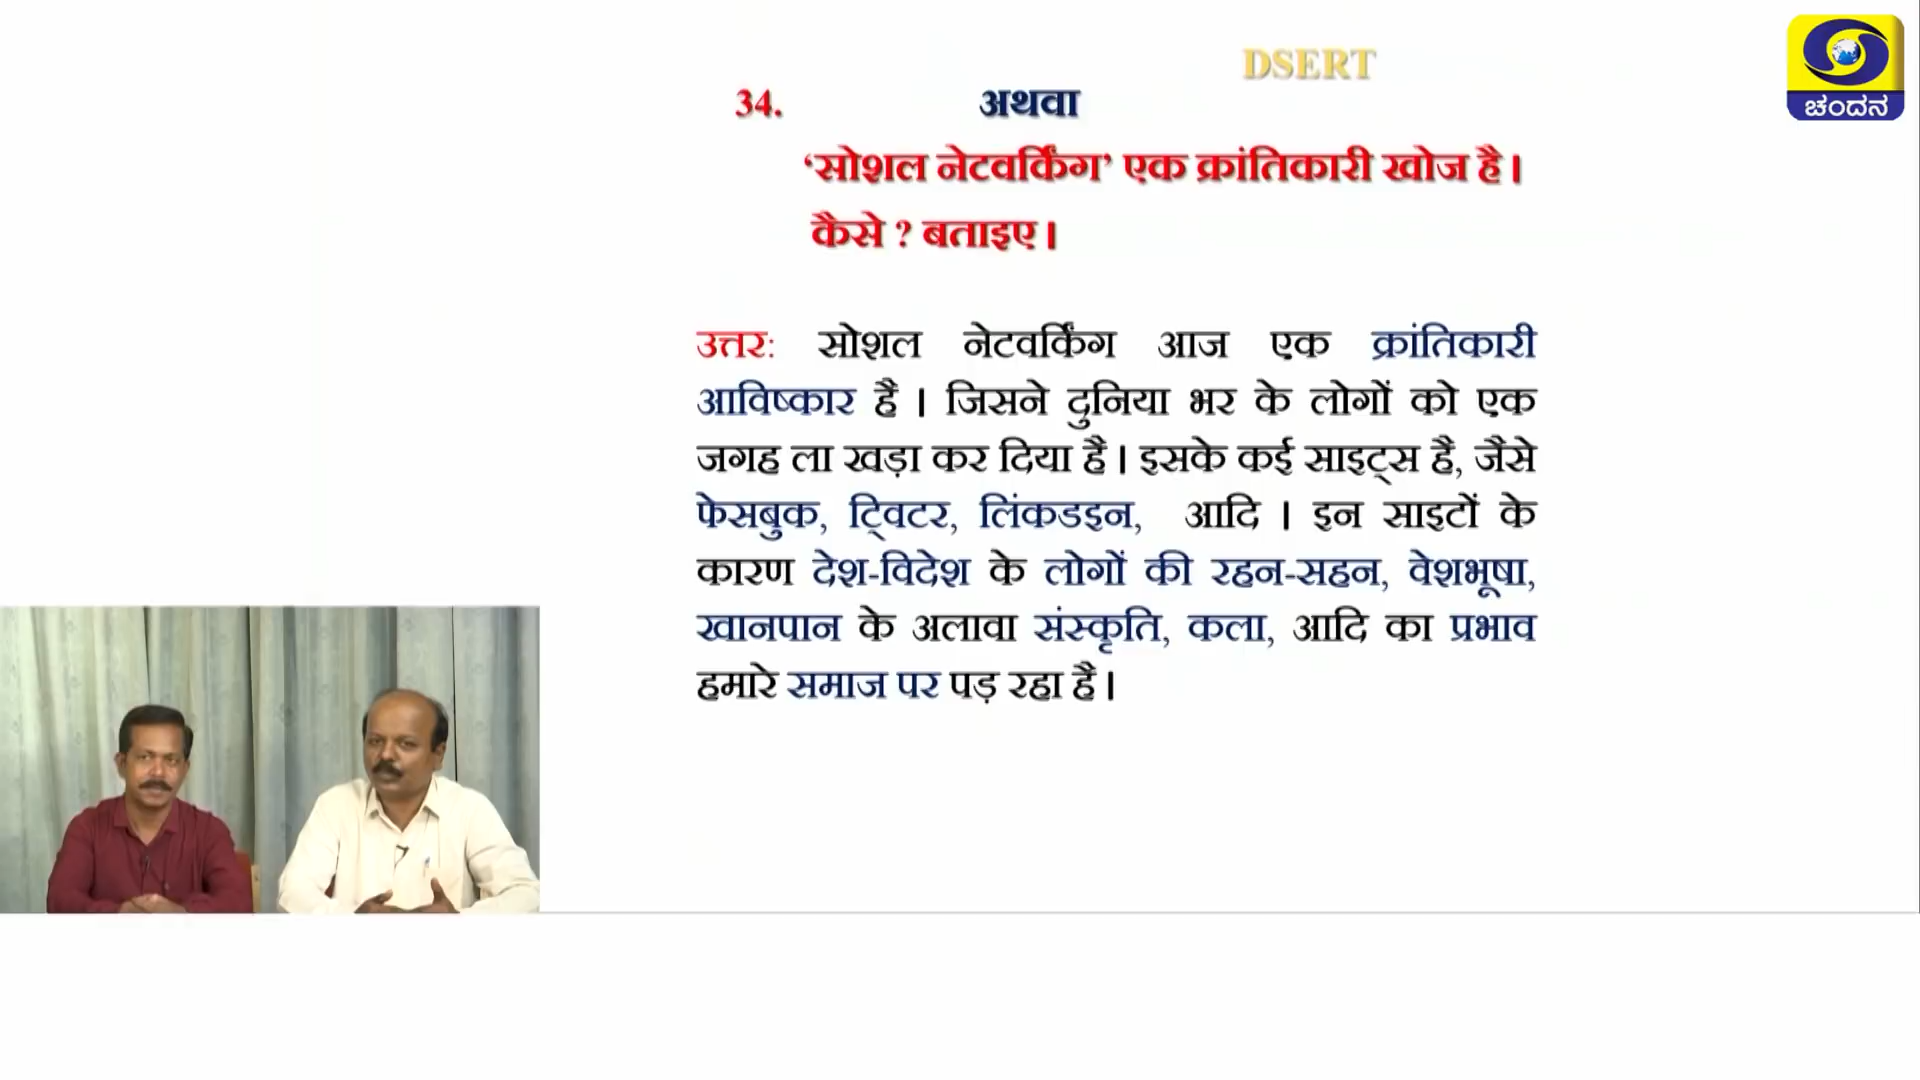 DSERT
ಚಂದನ
34. अथवा
‘सोशल नेटवर्किंग’ एक क्रांतिकारी खोज है ।
कैसे ? बताइए ।
उत्तर: सोशल नेटवर्किंग आज एक क्रांतिकारी
आविष्कार है । जिसने दुनिया भर के लोगों को एक
जगह ला खड़ा कर दिया है । इसके कई साइट्स है, जैसे
फेसबुक, ट्विटर, लिंकडइन, आदि । इन साइटों के
कारण देश-विदेश के लोगों की रहन-सहन, वेशभूषा,
खानपान के अलावा संस्कृति, कला, आदि का प्रभाव
हमारे समाज पर पड़ रहा है ।